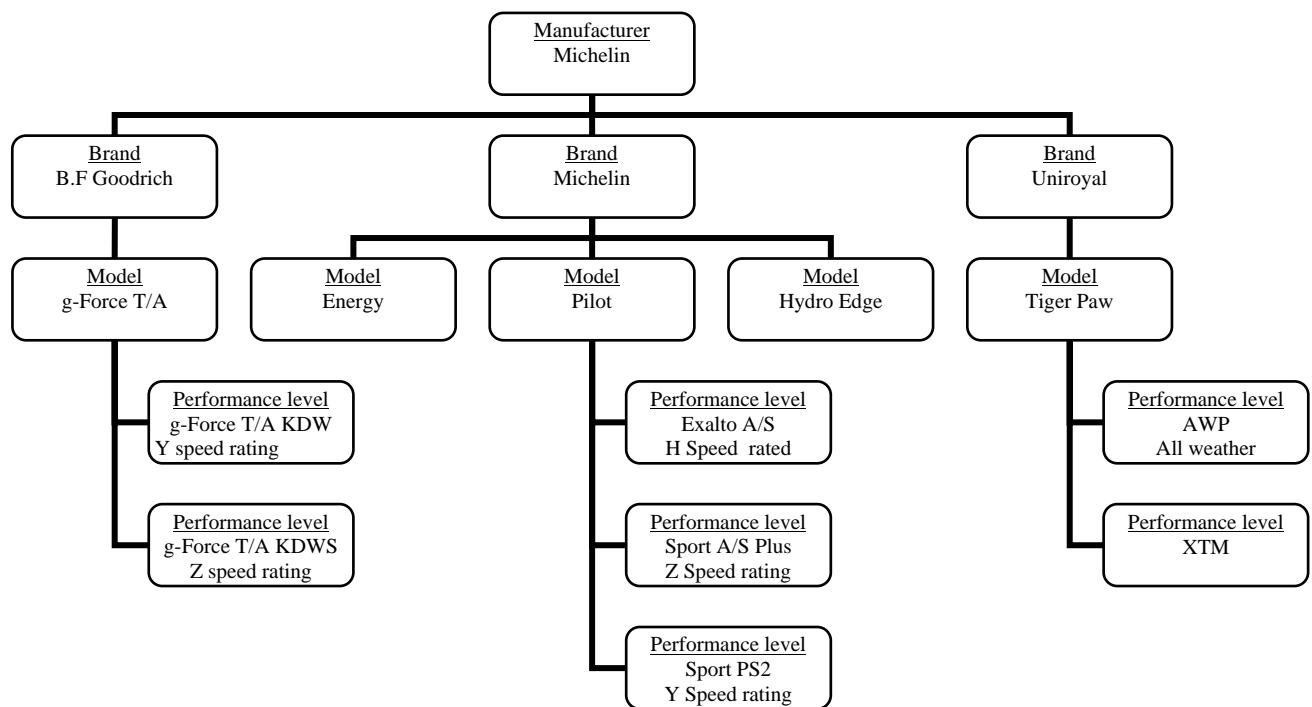 Manufacturer
Michelin
Brand
B.F Goodrich
Brand
Michelin
Brand
Uniroyal
Model
g-Force T/A
Model
Energy
Model
Pilot
Model
Hydro Edge
Model
Tiger Paw
Performance level
g-Force T/A KDW
Y speed rating
Performance level
Exalto A/S
H Speed rated
Performance level
AWP
All weather
Performance level
g-Force T/A KDWS
Z speed rating
Performance level
Sport A/S Plus
Z Speed rating
Performance level
XTM
Performance level
Sport PS2
Y Speed rating